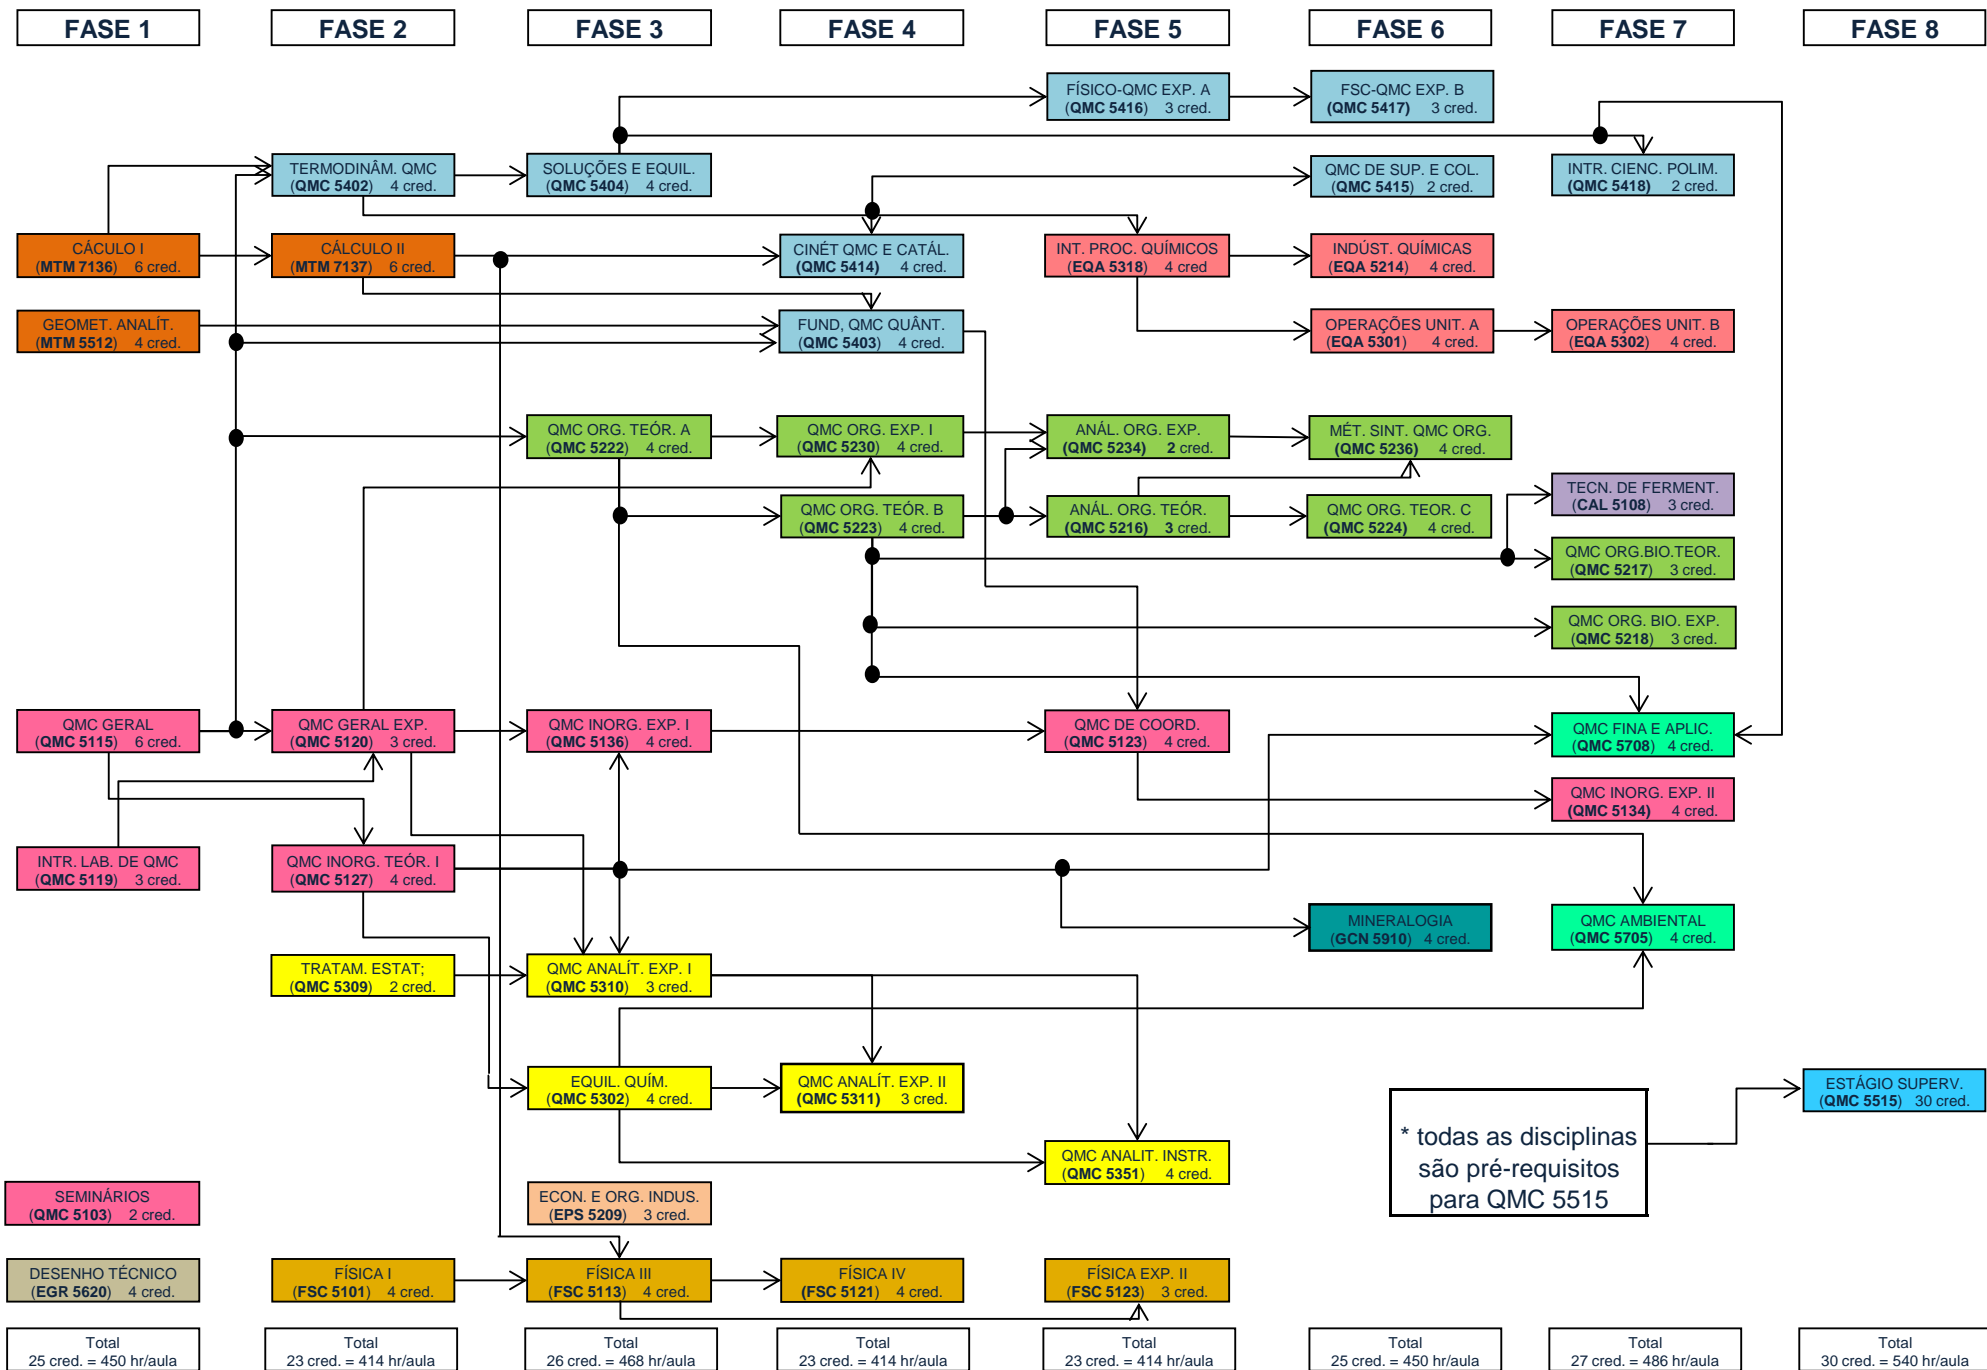 FASE 1
FASE 2
FASE 3
FASE 4
FASE 5
FASE 6
FASE 7
FASE 8
FÍSICO-QMC EXP. A
(QMC 5416) 3 cred.
FSC-QMC EXP. B
(QMC 5417) 3 cred.
TERMODINÂM. QMC
(QMC 5402) 4 cred.
SOLUÇÕES E EQUIL.
(QMC 5404) 4 cred.
QMC DE SUP. E COL.
(QMC 5415) 2 cred.
INTR. CIENC. POLIM.
(QMC 5418) 2 cred.
CÁCULO I
(MTM 7136) 6 cred.
CÁLCULO II
(MTM 7137) 6 cred.
CINÉT QMC E CATÁL.
(QMC 5414) 4 cred.
INT. PROC. QUÍMICOS
(EQA 5318) 4 cred
INDÚST. QUÍMICAS
(EQA 5214) 4 cred.
GEOMET. ANALÍT.
(MTM 5512) 4 cred.
FUND, QMC QUÂNT.
(QMC 5403) 4 cred.
OPERAÇÕES UNIT. A
(EQA 5301) 4 cred.
OPERAÇÕES UNIT. B
(EQA 5302) 4 cred.
QMC ORG. TEÓR. A
(QMC 5222) 4 cred.
QMC ORG. EXP. I
(QMC 5230) 4 cred.
ANÁL. ORG. EXP.
(QMC 5234) 2 cred.
MÉT. SINT. QMC ORG.
(QMC 5236) 4 cred.
QMC ORG. TEÓR. B
(QMC 5223) 4 cred.
ANÁL. ORG. TEÓR.
(QMC 5216) 3 cred.
QMC ORG. TEOR. C
(QMC 5224) 4 cred.
TECN. DE FERMENT.
(CAL 5108) 3 cred.
QMC ORG.BIO.TEOR.
(QMC 5217) 3 cred.
QMC ORG. BIO. EXP.
(QMC 5218) 3 cred.
QMC GERAL
(QMC 5115) 6 cred.
QMC GERAL EXP.
(QMC 5120) 3 cred.
QMC INORG. EXP. I
(QMC 5136) 4 cred.
QMC DE COORD.
(QMC 5123) 4 cred.
QMC FINA E APLIC.
(QMC 5708) 4 cred.
QMC INORG. EXP. II
(QMC 5134) 4 cred.
INTR. LAB. DE QMC
(QMC 5119) 3 cred.
QMC INORG. TEÓR. I
(QMC 5127) 4 cred.
MINERALOGIA
(GCN 5910) 4 cred.
QMC AMBIENTAL
(QMC 5705) 4 cred.
TRATAM. ESTAT;
(QMC 5309) 2 cred.
QMC ANALÍT. EXP. I
(QMC 5310) 3 cred.
EQUIL. QUÍM.
(QMC 5302) 4 cred.
QMC ANALÍT. EXP. II
(QMC 5311) 3 cred.
ESTÁGIO SUPERV.
(QMC 5515) 30 cred.
* todas as disciplinas
são pré-requisitos
para QMC 5515
QMC ANALIT. INSTR.
(QMC 5351) 4 cred.
SEMINÁRIOS
(QMC 5103) 2 cred.
ECON. E ORG. INDUS.
(EPS 5209) 3 cred.
DESENHO TÉCNICO
(EGR 5620) 4 cred.
FÍSICA I
(FSC 5101) 4 cred.
FÍSICA III
(FSC 5113) 4 cred.
FÍSICA IV
(FSC 5121) 4 cred.
FÍSICA EXP. II
(FSC 5123) 3 cred.
Total
25 cred. = 450 hr/aula
Total
23 cred. = 414 hr/aula
Total
26 cred. = 468 hr/aula
Total
23 cred. = 414 hr/aula
Total
23 cred. = 414 hr/aula
Total
25 cred. = 450 hr/aula
Total
27 cred. = 486 hr/aula
Total
30 cred. = 540 hr/aula